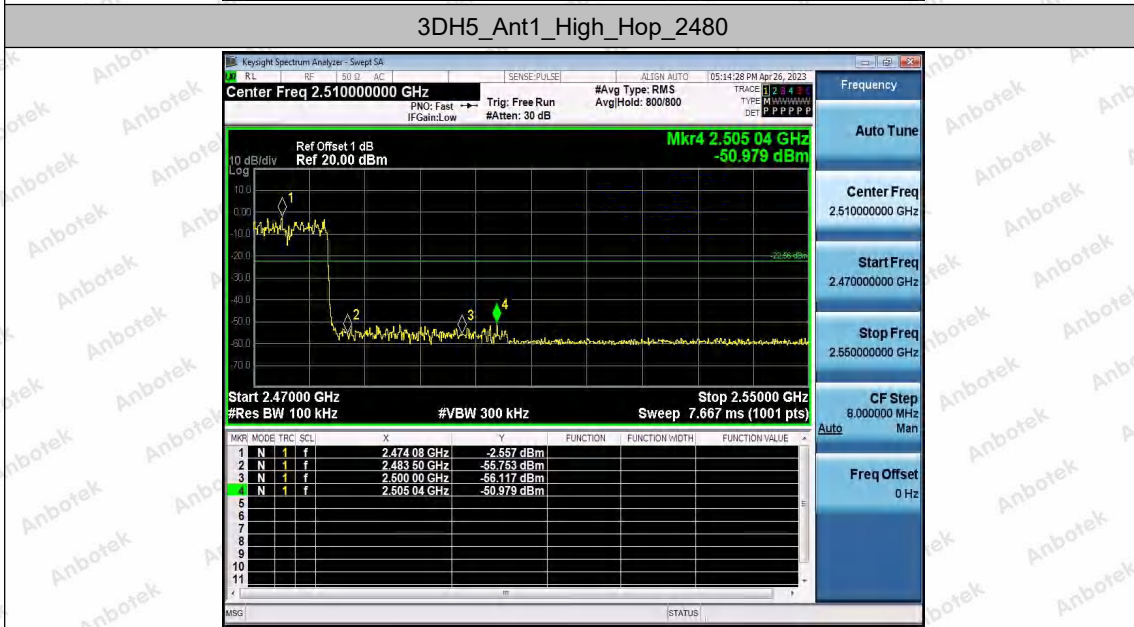 3DH5_Ant1_High_Hop_2480
Keysight Spectrum Analyzer - Swept SA
RL RF 50 Ω AC SENSE:PULSE ALIGN AUTO 05:14:28 PM Apr 26, 2023
Center Freq 2.510000000 GHz
PNO: Fast
IFGain:Low
Trig: Free Run
#Atten: 30 dB
#Avg Type: RMS
Avg|Hold: 800/800
TRACE 1 2 3 4 5 6
TYPE M WWWWW
DET P P P P P P
Mkr4 2.505 04 GHz
-50.979 dBm
Ref Offset 1 dB
10 dB/div Ref 20.00 dBm
Log
10.0
0.00
-10.0
-20.0
-30.0
-40.0
-50.0
-60.0
-70.0
-22.56 dBm
1
2
3
4
Start 2.47000 GHz Stop 2.55000 GHz
#Res BW 100 kHz #VBW 300 kHz Sweep 7.667 ms (1001 pts)
MKR MODE TRC SCL X Y FUNCTION FUNCTION WIDTH FUNCTION VALUE
1 N 1 f 2.474 08 GHz -2.557 dBm
2 N 1 f 2.483 50 GHz -55.753 dBm
3 N 1 f 2.500 00 GHz -56.117 dBm
4 N 1 f 2.505 04 GHz -50.979 dBm
5
6
7
8
9
10
11
MSG STATUS
Frequency
Auto Tune
Center Freq
2.510000000 GHz
Start Freq
2.470000000 GHz
Stop Freq
2.550000000 GHz
CF Step
8.000000 MHz
Auto Man
Freq Offset
0 Hz
Anbotek